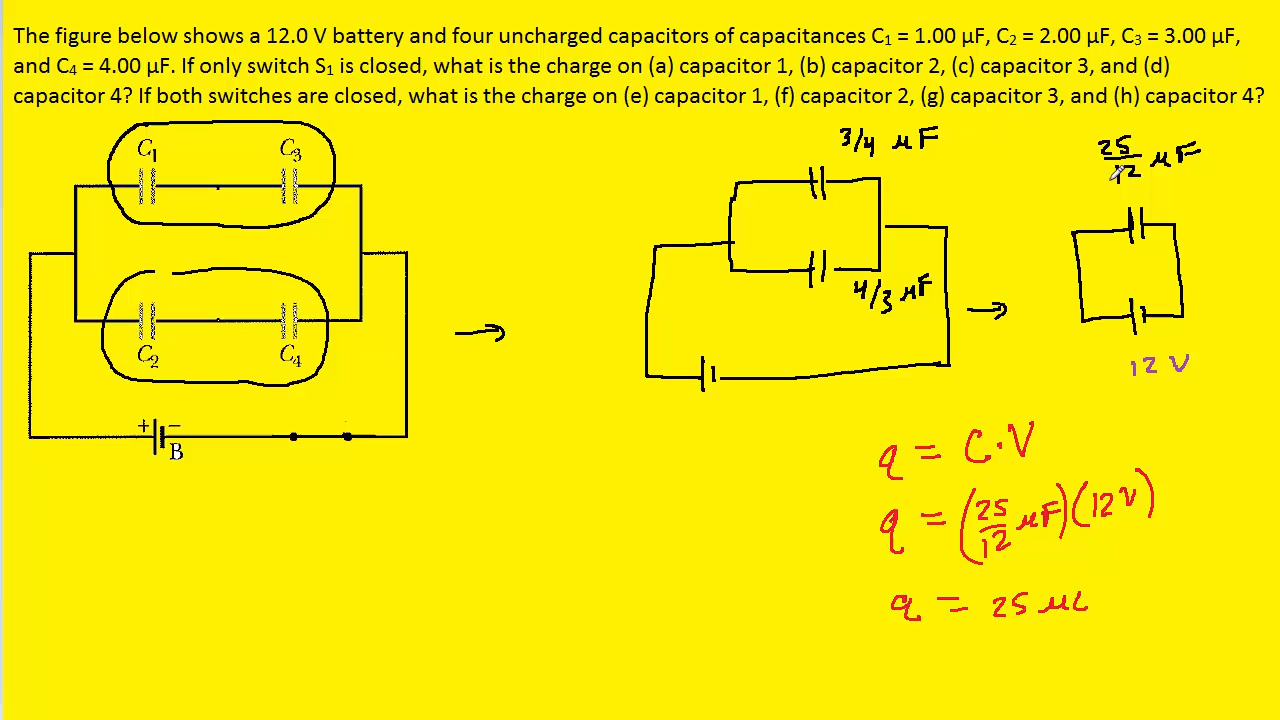 The figure below shows a 12.0 V battery and four uncharged capacitors of capacitances C₁ = 1.00 µF, C₂ = 2.00 µF, C₃ = 3.00 µF,
and C₄ = 4.00 µF. If only switch S₁ is closed, what is the charge on (a) capacitor 1, (b) capacitor 2, (c) capacitor 3, and (d)
capacitor 4? If both switches are closed, what is the charge on (e) capacitor 1, (f) capacitor 2, (g) capacitor 3, and (h) capacitor 4?
C₁ C₃
C₂ C₄
+ −
B
3/4 µF
4/3 µF
25/12 µF
12 V
q = C·V
q = (25/12 µF)(12V)
q = 25 µC